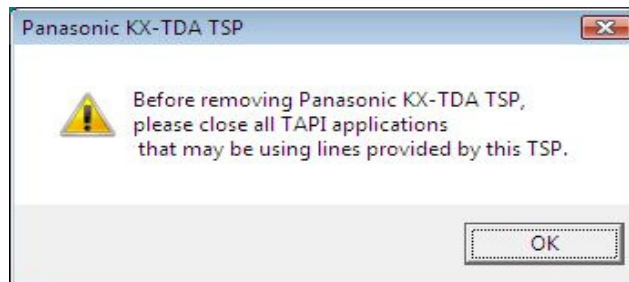 Panasonic KX-TDA TSP
Before removing Panasonic KX-TDA TSP,
please close all TAPI applications
that may be using lines provided by this TSP.
OK